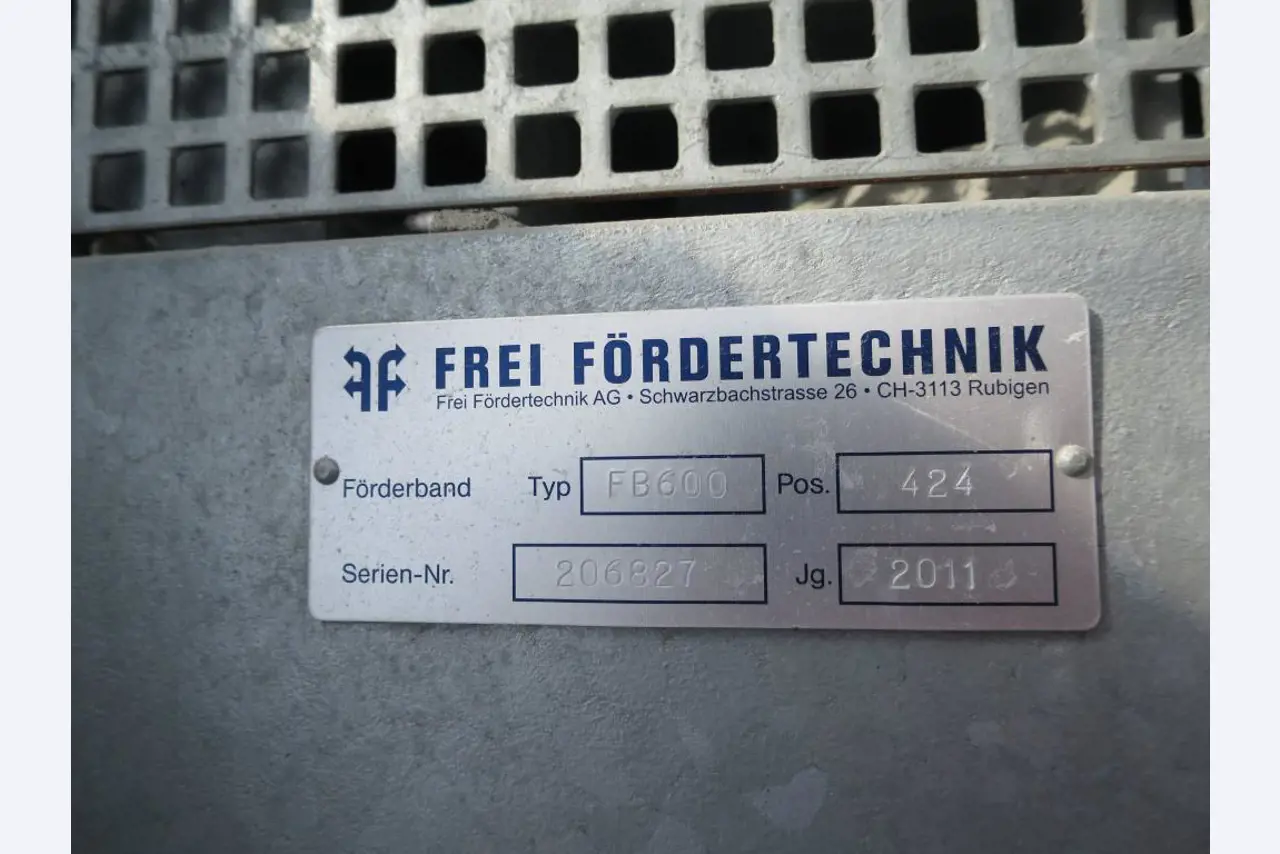 FREI FÖRDERTECHNIK
Frei Fördertechnik AG • Schwarzbachstrasse 26 • CH-3113 Rubigen
Förderband Typ FB600 Pos. 424
Serien-Nr. 206827 Jg. 2011